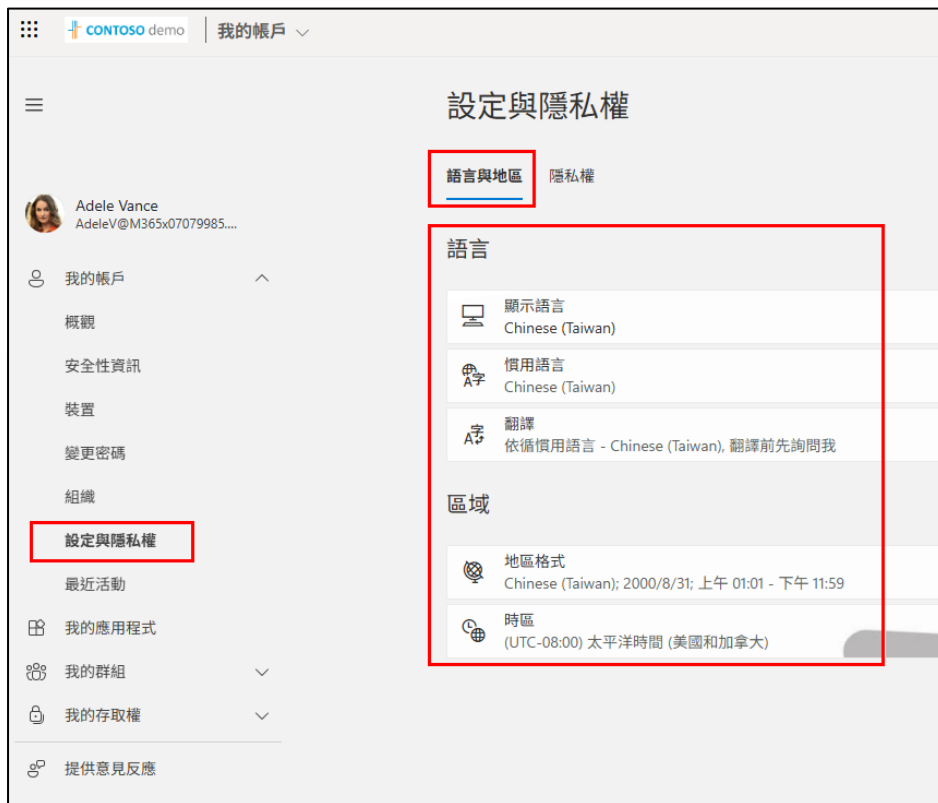 CONTOSO demo 我的帳戶
設定與隱私權
語言與地區 隱私權
Adele Vance
AdeleV@M365x07079985....
我的帳戶
概觀
安全性資訊
裝置
變更密碼
組織
設定與隱私權
最近活動
我的應用程式
我的群組
我的存取權
提供意見反應
語言
顯示語言
Chinese (Taiwan)
慣用語言
Chinese (Taiwan)
翻譯
依循慣用語言 - Chinese (Taiwan), 翻譯前先詢問我
區域
地區格式
Chinese (Taiwan); 2000/8/31; 上午 01:01 - 下午 11:59
時區
(UTC-08:00) 太平洋時間 (美國和加拿大)